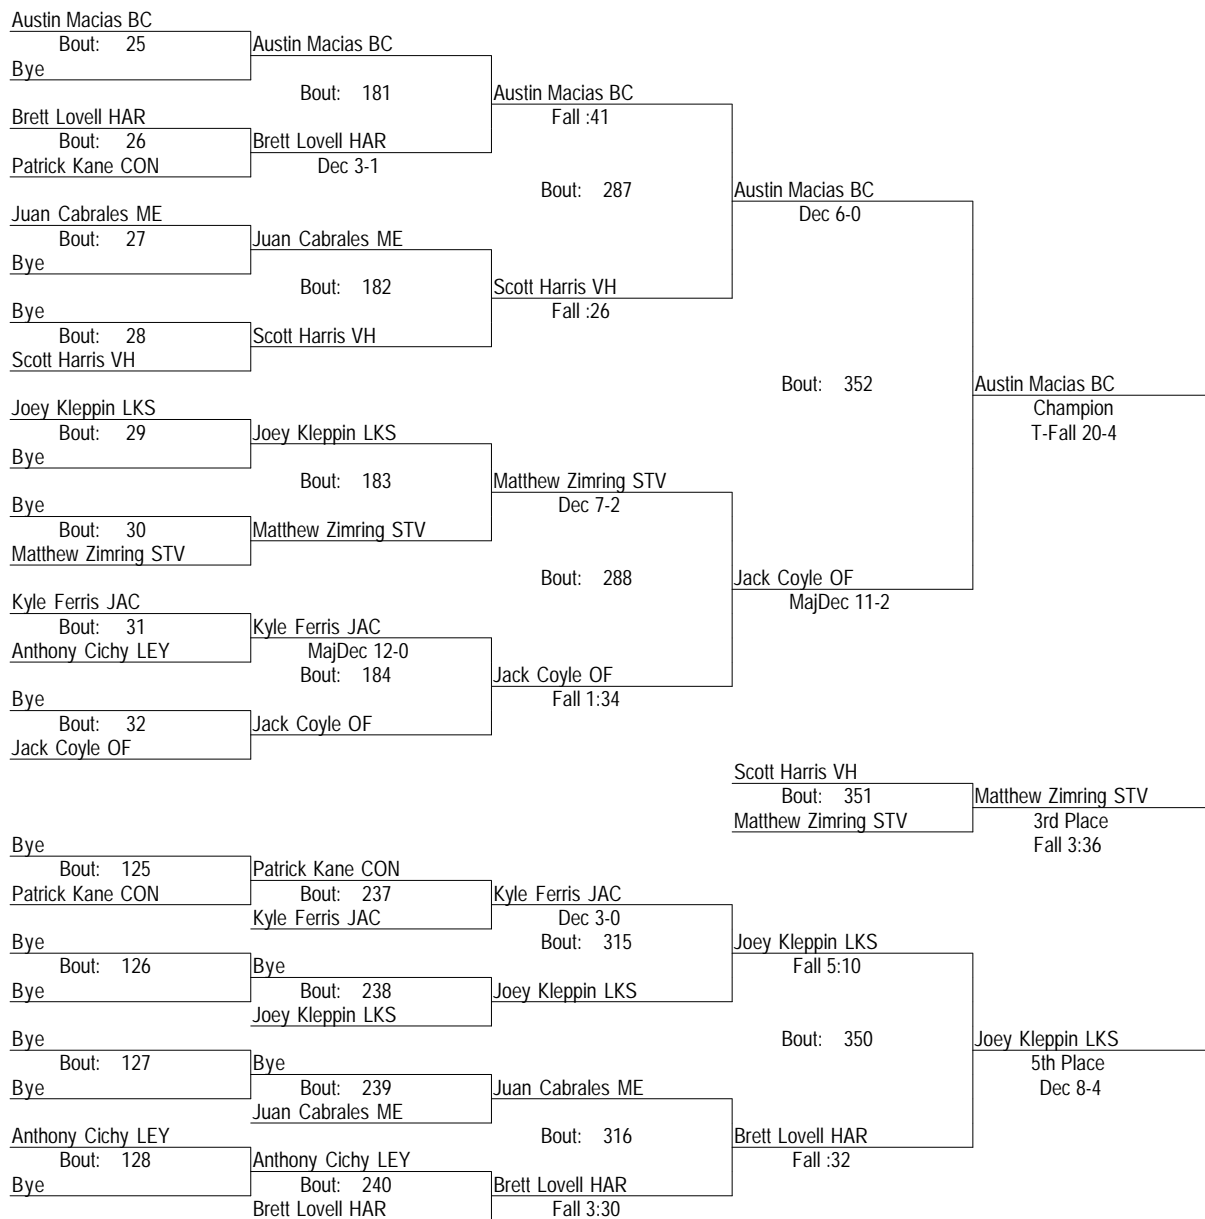 Austin Macias BC
Bout: 25
Austin Macias BC
Bye
Bout: 181
Austin Macias BC
Fall :41
Brett Lovell HAR
Bout: 26
Brett Lovell HAR
Patrick Kane CON
Dec 3-1
Bout: 287
Austin Macias BC
Dec 6-0
Juan Cabrales ME
Bout: 27
Juan Cabrales ME
Bye
Bout: 182
Scott Harris VH
Fall :26
Bye
Bout: 28
Scott Harris VH
Scott Harris VH
Bout: 352
Austin Macias BC
Champion
T-Fall 20-4
Joey Kleppin LKS
Bout: 29
Joey Kleppin LKS
Bye
Bout: 183
Matthew Zimring STV
Dec 7-2
Bye
Bout: 30
Matthew Zimring STV
Matthew Zimring STV
Bout: 288
Jack Coyle OF
MajDec 11-2
Kyle Ferris JAC
Bout: 31
Kyle Ferris JAC
Anthony Cichy LEY
MajDec 12-0
Bout: 184
Jack Coyle OF
Fall 1:34
Bye
Bout: 32
Jack Coyle OF
Jack Coyle OF
Scott Harris VH
Bout: 351
Matthew Zimring STV
Matthew Zimring STV
3rd Place
Fall 3:36
Bye
Bout: 125
Patrick Kane CON
Patrick Kane CON
Bout: 237
Kyle Ferris JAC
Kyle Ferris JAC
Dec 3-0
Bye
Bout: 315
Joey Kleppin LKS
Fall 5:10
Bout: 126
Bye
Bye
Bout: 238
Joey Kleppin LKS
Joey Kleppin LKS
Bye
Bout: 350
Joey Kleppin LKS
5th Place
Dec 8-4
Bout: 127
Bye
Bye
Bout: 239
Juan Cabrales ME
Juan Cabrales ME
Anthony Cichy LEY
Bout: 316
Brett Lovell HAR
Fall :32
Bout: 128
Anthony Cichy LEY
Bye
Bout: 240
Brett Lovell HAR
Brett Lovell HAR
Fall 3:30